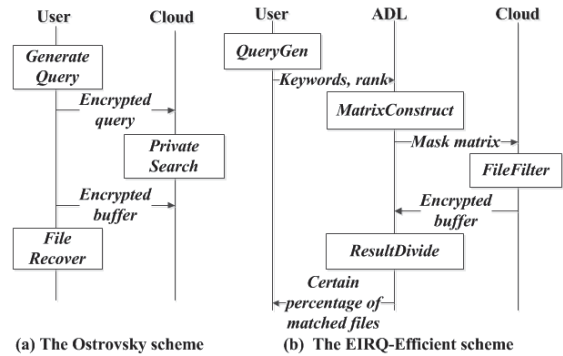 User
Cloud
Generate
Query
Encrypted
query
Private
Search
Encrypted
buffer
File
Recover
(a) The Ostrovsky scheme
User
ADL
Cloud
QueryGen
Keywords, rank
MatrixConstruct
Mask matrix
FileFilter
Encrypted
buffer
ResultDivide
Certain
percentage of
matched files
(b) The EIRQ-Efficient scheme